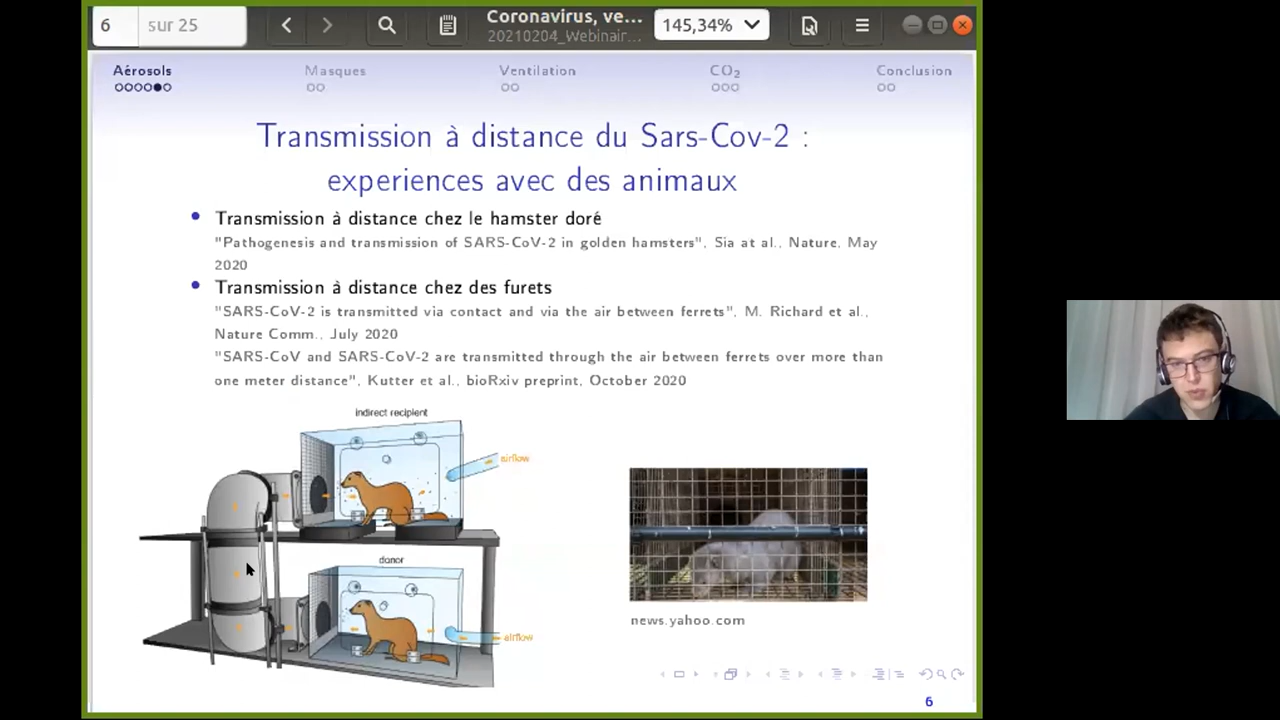 6 sur 25
Coronavirus, ve...
20210204_Webinair...
145,34%
Aérosols Masques Ventilation CO₂ Conclusion
Transmission à distance du Sars-Cov-2 :
experiences avec des animaux
Transmission à distance chez le hamster doré
"Pathogenesis and transmission of SARS-CoV-2 in golden hamsters", Sia at al., Nature, May
2020
Transmission à distance chez des furets
"SARS-CoV-2 is transmitted via contact and via the air between ferrets", M. Richard et al.,
Nature Comm., July 2020
"SARS-CoV and SARS-CoV-2 are transmitted through the air between ferrets over more than
one meter distance", Kutter et al., bioRxiv preprint, October 2020
indirect recipient
airflow
donor
airflow
news.yahoo.com
6